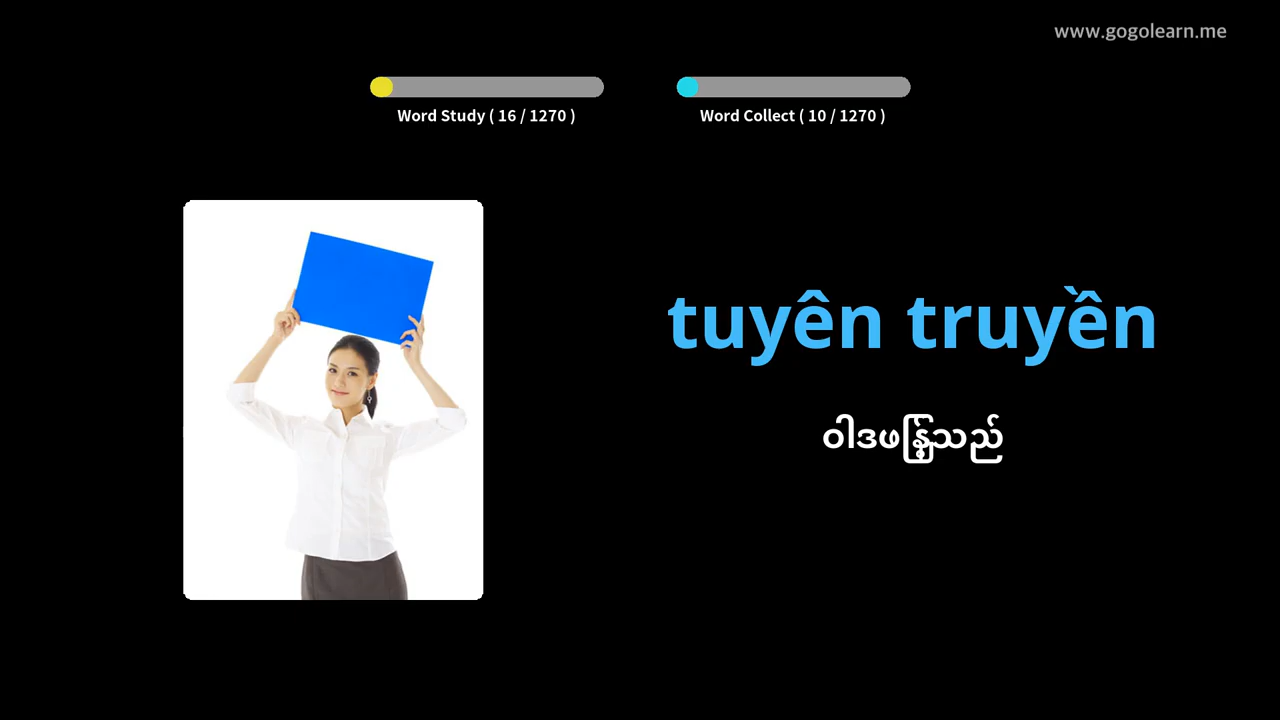 www.gogolearn.me
Word Study ( 16 / 1270 )
Word Collect ( 10 / 1270 )
tuyên truyền
ဝါဒဖြန့်သည်